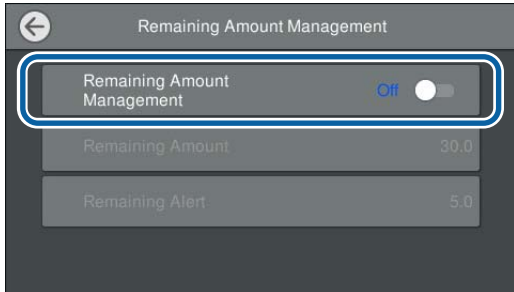 Remaining Amount Management
Remaining Amount
Management
Off
Remaining Amount
30.0
Remaining Alert
5.0